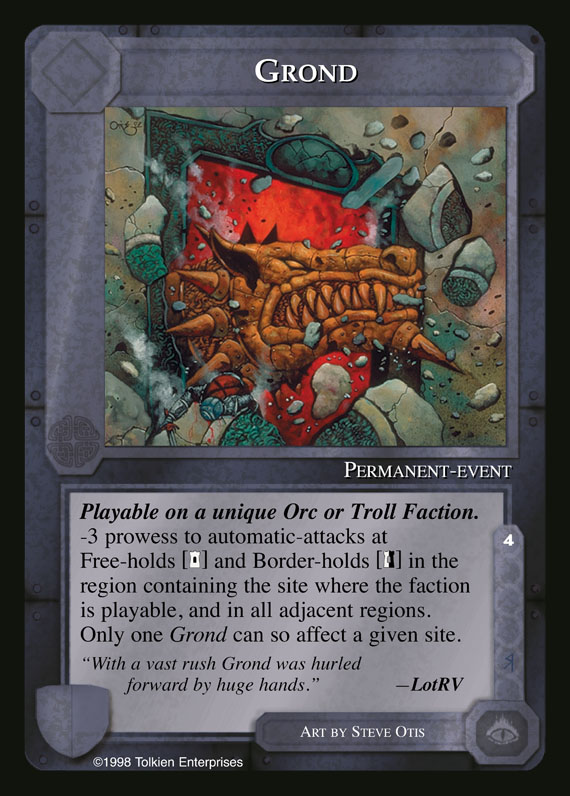 GROND
PERMANENT-EVENT
Playable on a unique Orc or Troll Faction.
-3 prowess to automatic-attacks at
Free-holds [] and Border-holds [] in the
region containing the site where the faction
is playable, and in all adjacent regions.
Only one Grond can so affect a given site.
4
“With a vast rush Grond was hurled
forward by huge hands.” —LotRV
ART BY STEVE OTIS
©1998 Tolkien Enterprises